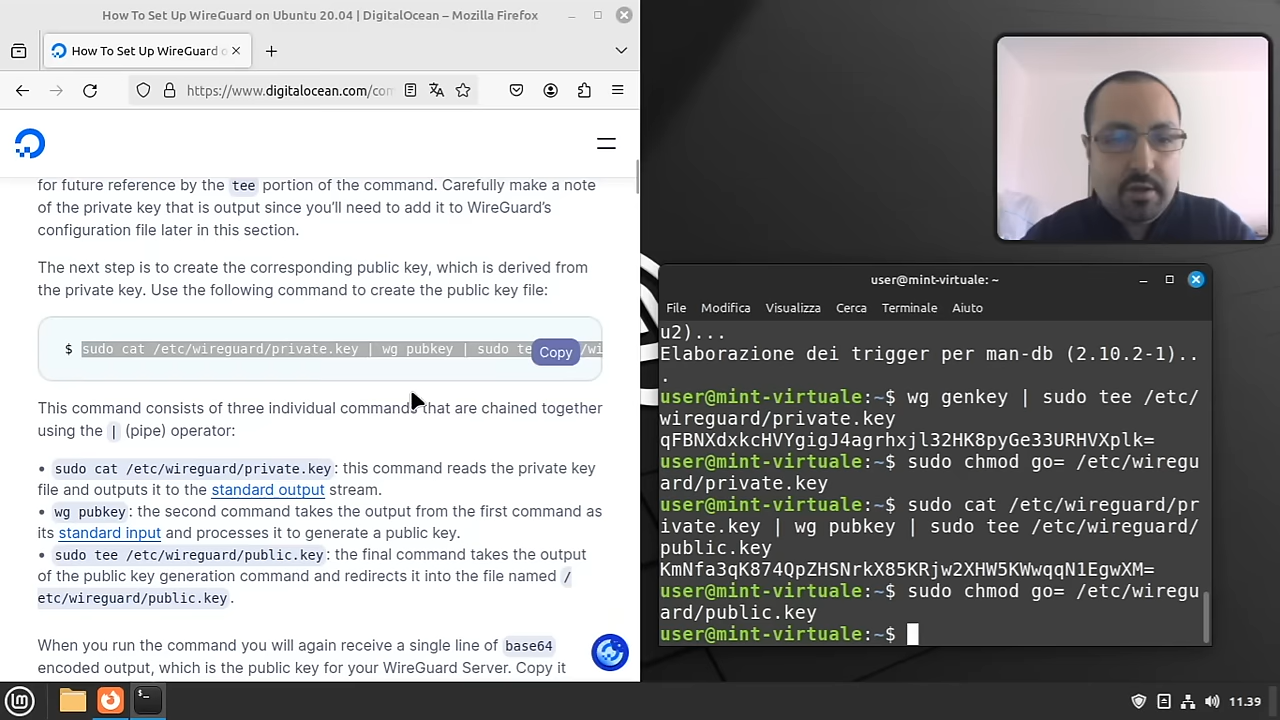 How To Set Up WireGuard on Ubuntu 20.04 | DigitalOcean – Mozilla Firefox
How To Set Up WireGuard o
https://www.digitalocean.com/com
for future reference by the tee portion of the command. Carefully make a note
of the private key that is output since you'll need to add it to WireGuard's
configuration file later in this section.
The next step is to create the corresponding public key, which is derived from
the private key. Use the following command to create the public key file:
$ sudo cat /etc/wireguard/private.key | wg pubkey | sudo te
Copy
/wi
This command consists of three individual commands that are chained together
using the | (pipe) operator:
• sudo cat /etc/wireguard/private.key: this command reads the private key
file and outputs it to the standard output stream.
• wg pubkey: the second command takes the output from the first command as
its standard input and processes it to generate a public key.
• sudo tee /etc/wireguard/public.key: the final command takes the output
of the public key generation command and redirects it into the file named /
etc/wireguard/public.key.
When you run the command you will again receive a single line of base64
encoded output, which is the public key for your WireGuard Server. Copy it
user@mint-virtuale: ~
File Modifica Visualizza Cerca Terminale Aiuto
u2)...
Elaborazione dei trigger per man-db (2.10.2-1)..
.
user@mint-virtuale:~$ wg genkey | sudo tee /etc/
wireguard/private.key
qFBNXdxkcHVYgigJ4agrhxjl32HK8pyGe33URHVXplk=
user@mint-virtuale:~$ sudo chmod go= /etc/wiregu
ard/private.key
user@mint-virtuale:~$ sudo cat /etc/wireguard/pr
ivate.key | wg pubkey | sudo tee /etc/wireguard/
public.key
KmNfa3qK874QpZHSNrkX85KRjw2XHW5KWwqqN1EgwXM=
user@mint-virtuale:~$ sudo chmod go= /etc/wiregu
ard/public.key
user@mint-virtuale:~$
11.39